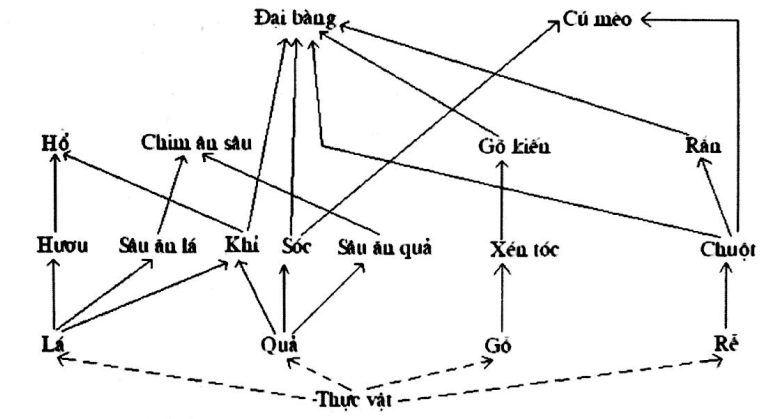 Đại bàng Cú mèo
Hổ Chim ăn sâu Gõ kiến Rắn
Hươu Sâu ăn lá Khỉ Sóc Sâu ăn quả Xén tóc Chuột
Lá Quả Gỗ Rễ
Thực vật